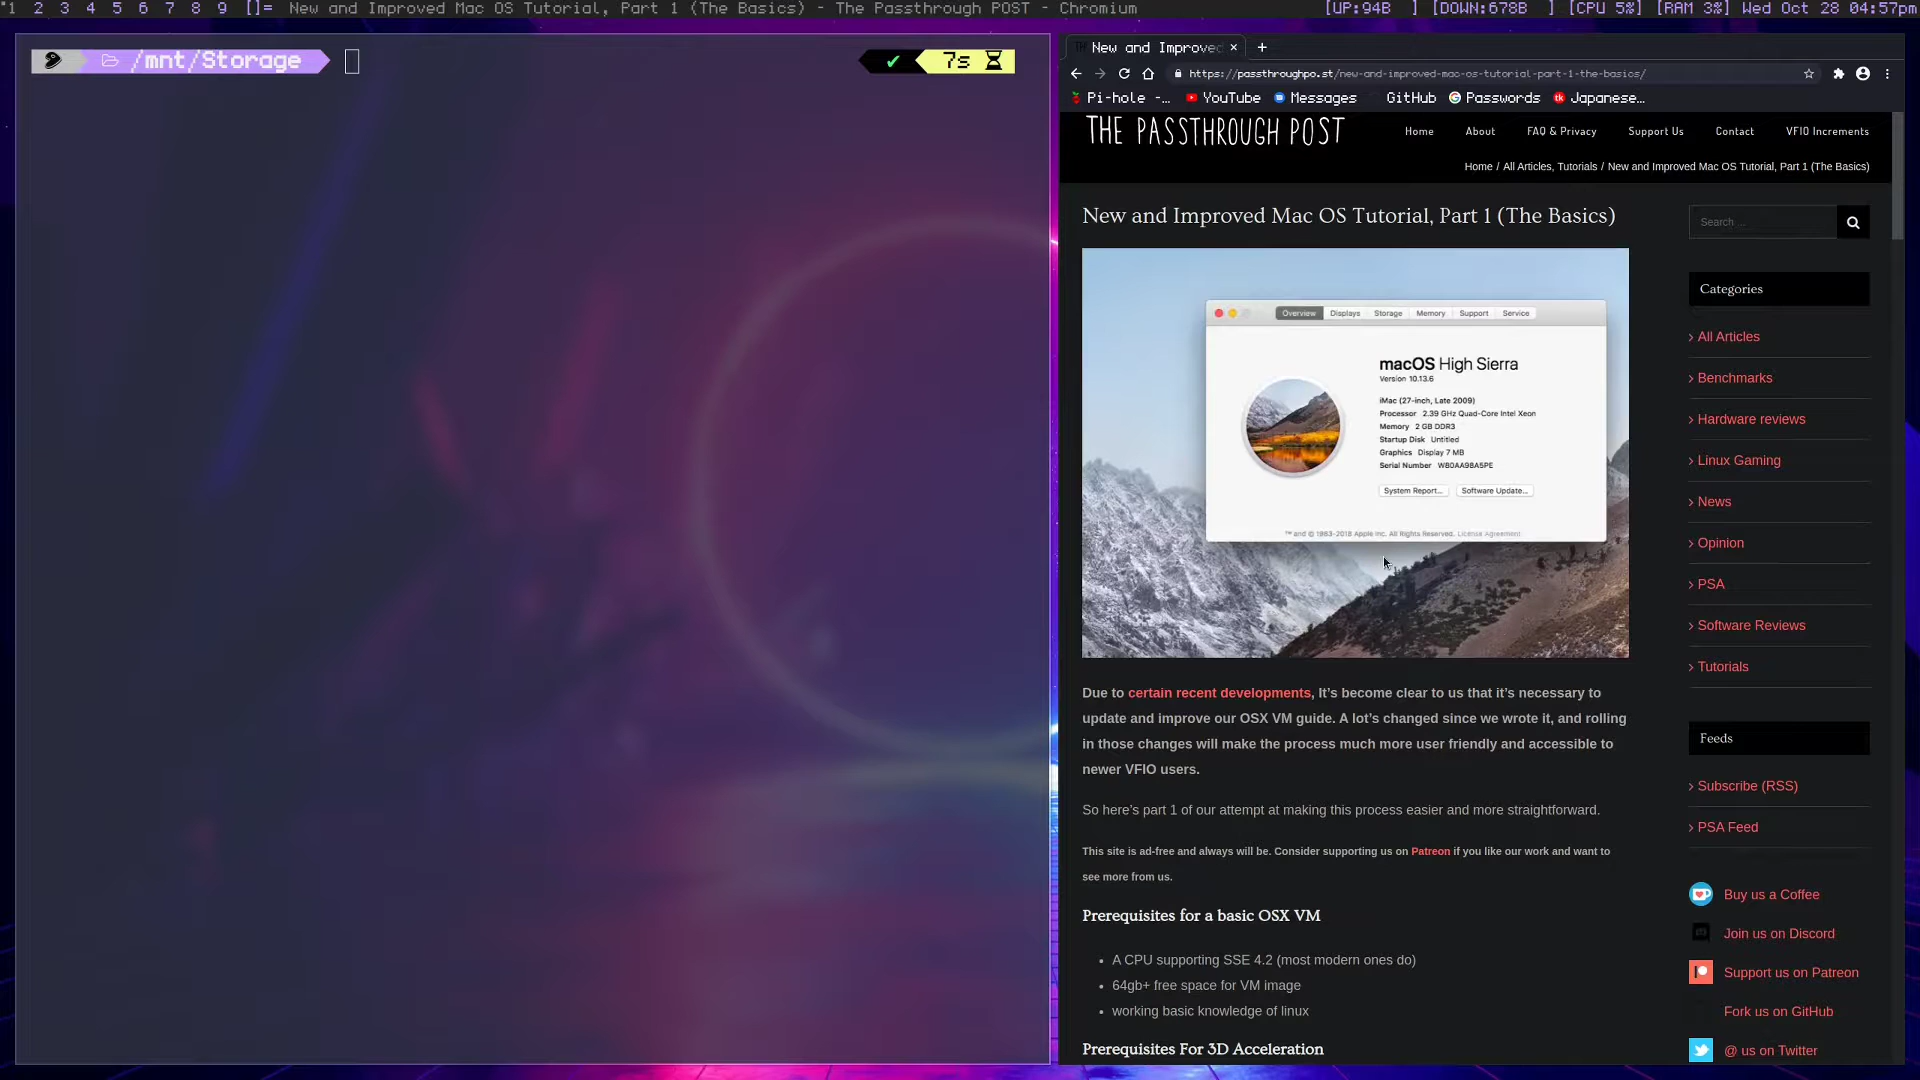 1 2 3 4 5 6 7 8 9 []= New and Improved Mac OS Tutorial, Part 1 (The Basics) - The Passthrough POST - Chromium
[UP:94B ] [DOWN:678B ] [CPU 5%] [RAM 3%] Wed Oct 28 04:57pm
/mnt/Storage
✔ 7s
New and Improved
https://passthroughpo.st/new-and-improved-mac-os-tutorial-part-1-the-basics/
Pi-hole -... YouTube Messages GitHub Passwords Japanese...
THE PASSTHROUGH POST
Home About FAQ & Privacy Support Us Contact VFIO Increments
Home / All Articles, Tutorials / New and Improved Mac OS Tutorial, Part 1 (The Basics)
New and Improved Mac OS Tutorial, Part 1 (The Basics)
Overview Displays Storage Memory Support Service
macOS High Sierra
Version 10.13.6
iMac (27-inch, Late 2009)
Processor 2.39 GHz Quad-Core Intel Xeon
Memory 2 GB DDR3
Startup Disk Untitled
Graphics Display 7 MB
Serial Number W80AA98A5PE
System Report... Software Update...
™ and © 1983-2018 Apple Inc. All Rights Reserved. License Agreement
Due to certain recent developments, It's become clear to us that it's necessary to
update and improve our OSX VM guide. A lot's changed since we wrote it, and rolling
in those changes will make the process much more user friendly and accessible to
newer VFIO users.
So here's part 1 of our attempt at making this process easier and more straightforward.
This site is ad-free and always will be. Consider supporting us on Patreon if you like our work and want to
see more from us.
Prerequisites for a basic OSX VM
• A CPU supporting SSE 4.2 (most modern ones do)
• 64gb+ free space for VM image
• working basic knowledge of linux
Prerequisites For 3D Acceleration
Search ...
Categories
All Articles
Benchmarks
Hardware reviews
Linux Gaming
News
Opinion
PSA
Software Reviews
Tutorials
Feeds
Subscribe (RSS)
PSA Feed
Buy us a Coffee
Join us on Discord
Support us on Patreon
Fork us on GitHub
@ us on Twitter